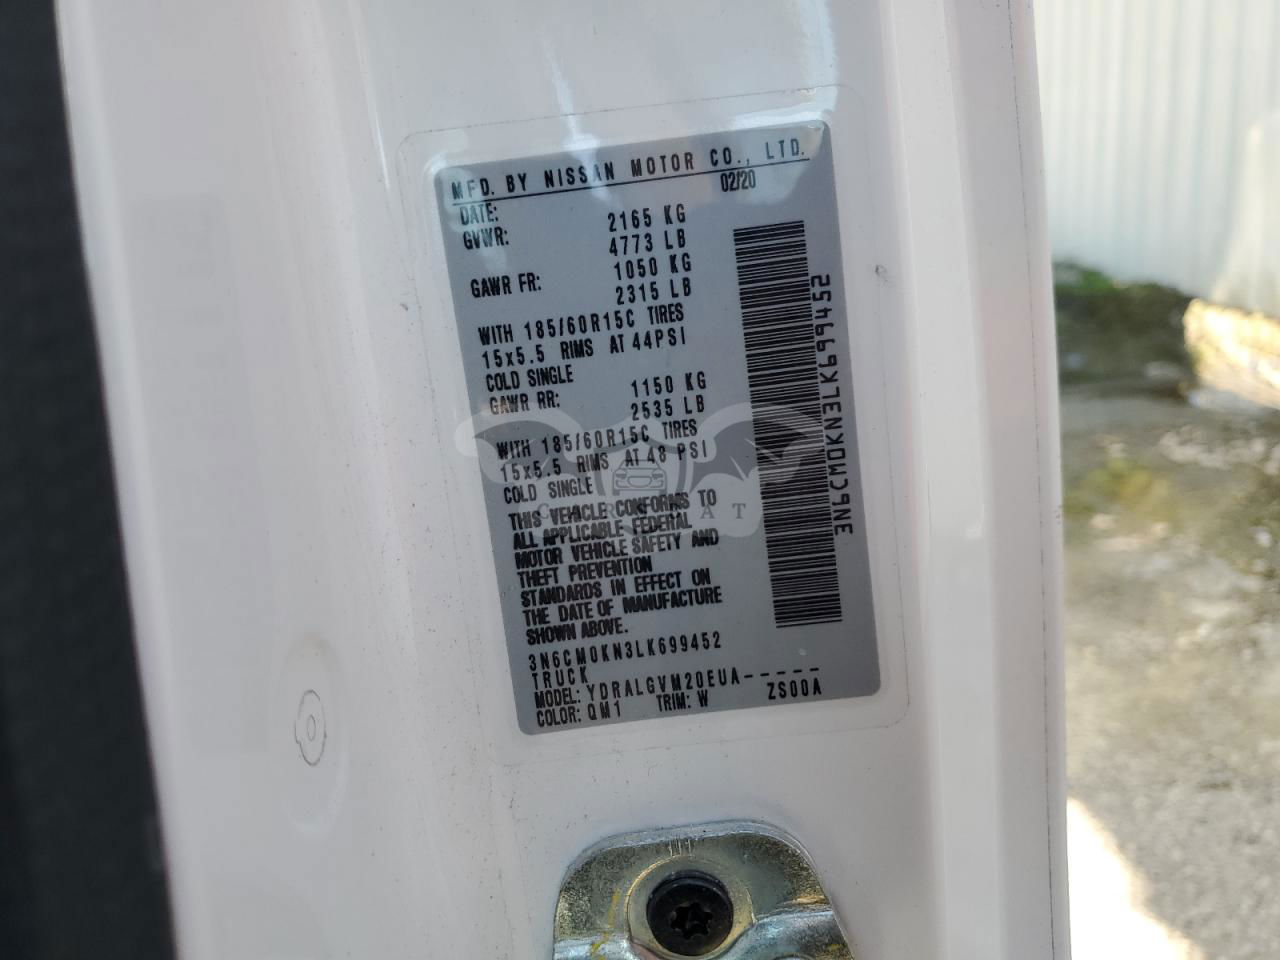 MFD. BY NISSAN MOTOR CO., LTD.
DATE: 02/20
GVWR: 2165 KG
4773 LB
GAWR FR: 1050 KG
2315 LB
WITH 185/60R15C TIRES
15x5.5 RIMS AT 44PSI
COLD SINGLE
GAWR RR: 1150 KG
2535 LB
WITH 185/60R15C TIRES
15x5.5 RIMS AT 48 PSI
COLD SINGLE
THIS VEHICLE CONFORMS TO
ALL APPLICABLE FEDERAL
MOTOR VEHICLE SAFETY AND
THEFT PREVENTION
STANDARDS IN EFFECT ON
THE DATE OF MANUFACTURE
SHOWN ABOVE.
3N6CM0KN3LK699452
TRUCK
MODEL: YDRALGVM20EUA-----
COLOR: QM1 TRIM: W ZS00A
3N6CM0KN3LK699452